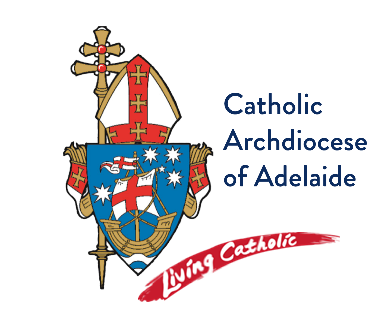 Catholic
Archdiocese
of Adelaide
Living Catholic